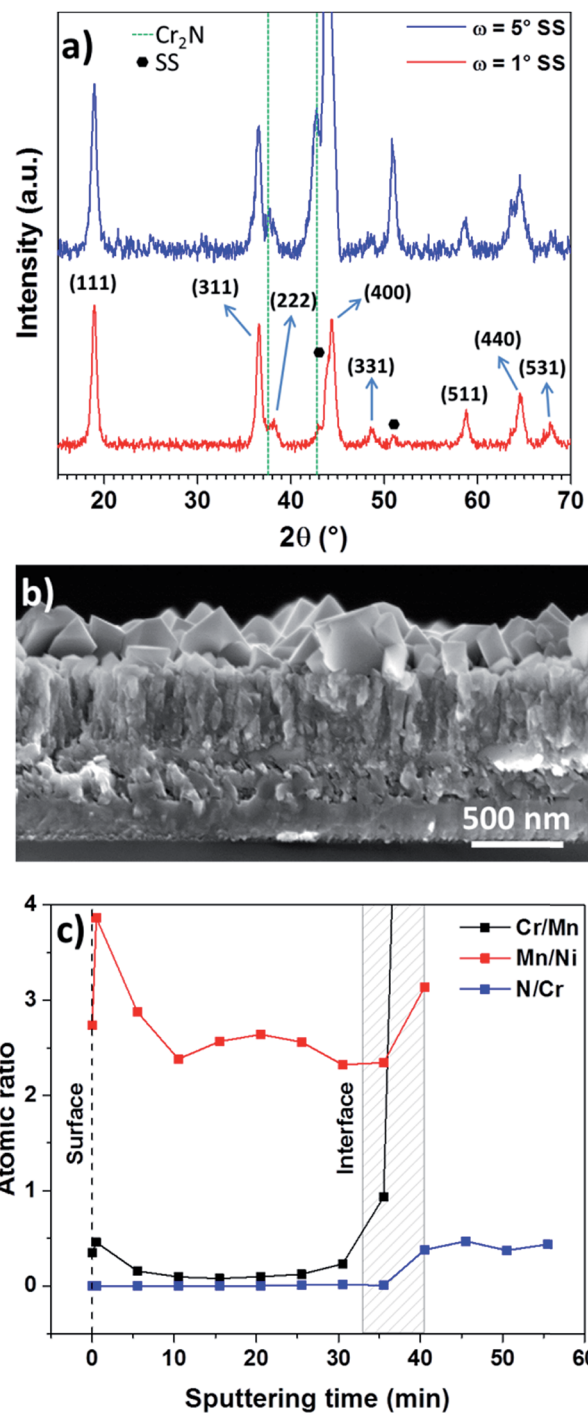 a)
Cr₂N
SS
ω = 5° SS
ω = 1° SS
Intensity (a.u.)
(111)
(311)
(222)
(400)
(331)
(511)
(440)
(531)
20 30 40 50 60 70
2θ (°)
b)
500 nm
c)
Cr/Mn
Mn/Ni
N/Cr
Atomic ratio
4
3
2
1
0
Surface
Interface
0 10 20 30 40 50 60
Sputtering time (min)